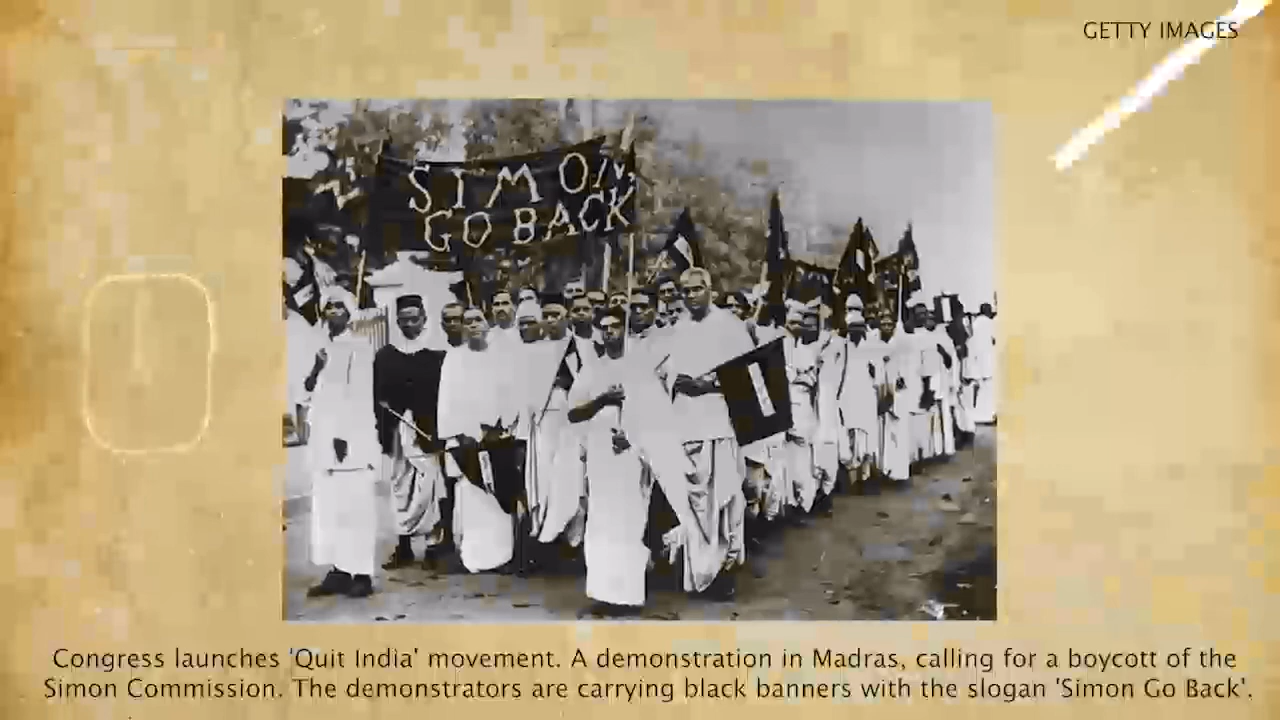 GETTY IMAGES
SIMON,
GO BACK
Congress launches 'Quit India' movement. A demonstration in Madras, calling for a boycott of the
Simon Commission. The demonstrators are carrying black banners with the slogan 'Simon Go Back'.